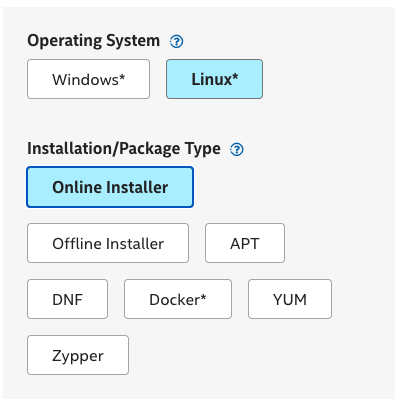 Operating System ?
Windows* Linux*
Installation/Package Type ?
Online Installer
Offline Installer APT
DNF Docker* YUM
Zypper